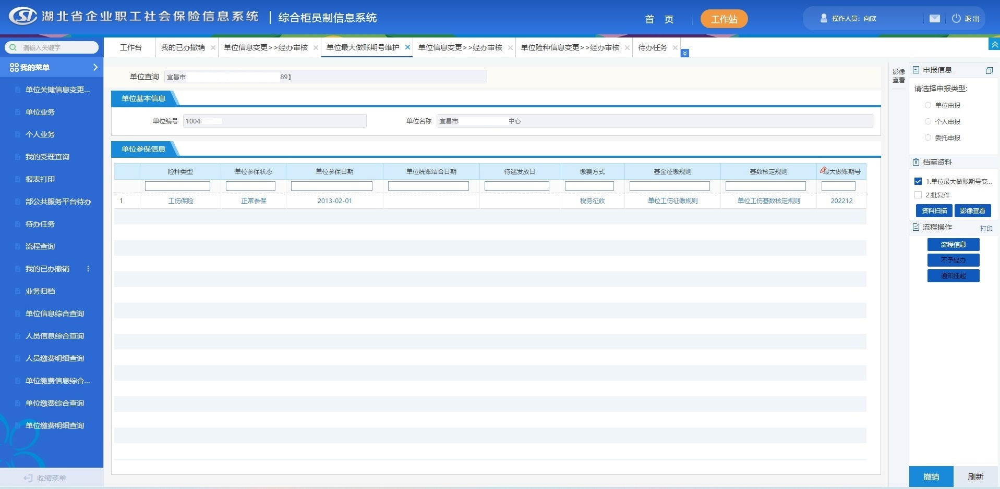 湖北省企业职工社会保险信息系统 综合柜员制信息系统
首 页 工作站 操作人员：向欣 退 出
请输入关键字
工作台 我的已办撤销 单位信息变更>>经办审核 单位最大做账期号维护 单位信息变更>>经办审核 单位险种信息变更>>经办审核 待办任务
我的菜单
单位关键信息变更...
单位业务
个人业务
我的受理查询
报表打印
部公共服务平台待办
待办任务
流程查询
我的已办撤销
业务归档
单位信息综合查询
人员信息综合查询
人员缴费明细查询
单位缴费信息综合...
单位缴费综合查询
单位缴费明细查询
收缩菜单
单位查询 宜昌市 89】
单位基本信息
单位编号 10048 单位名称 宜昌市 中心
单位参保信息
险种类型 单位参保状态 单位参保日期 单位统账结合日期 待遇发放日 缴费方式 基金征缴规则 基数核定规则 最大做账期号
1 工伤保险 正常参保 2013-02-01 税务征收 单位工伤征缴规则 单位工伤基数核定规则 202212
影像
查看
申报信息
请选择申报类型:
单位申报
个人申报
委托申报
档案资料
1.单位最大做账期号变...
2.批复件
资料扫描 影像查看
流程操作 打印
流程信息
不予经办
通知挂起
撤销 刷新